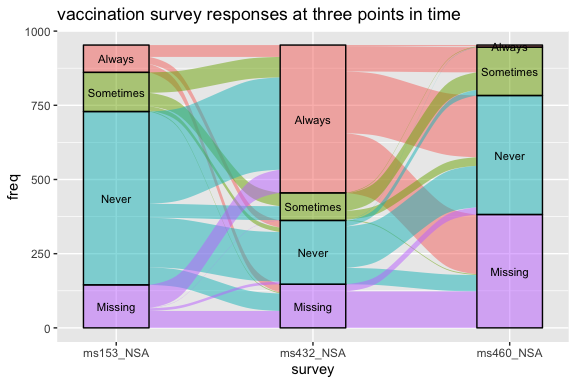 vaccination survey responses at three points in time
1000
750
500
250
0
freq
Always
Sometimes
Never
Missing
Always
Sometimes
Never
Missing
Always
Sometimes
Never
Missing
ms153_NSA
ms432_NSA
ms460_NSA
survey